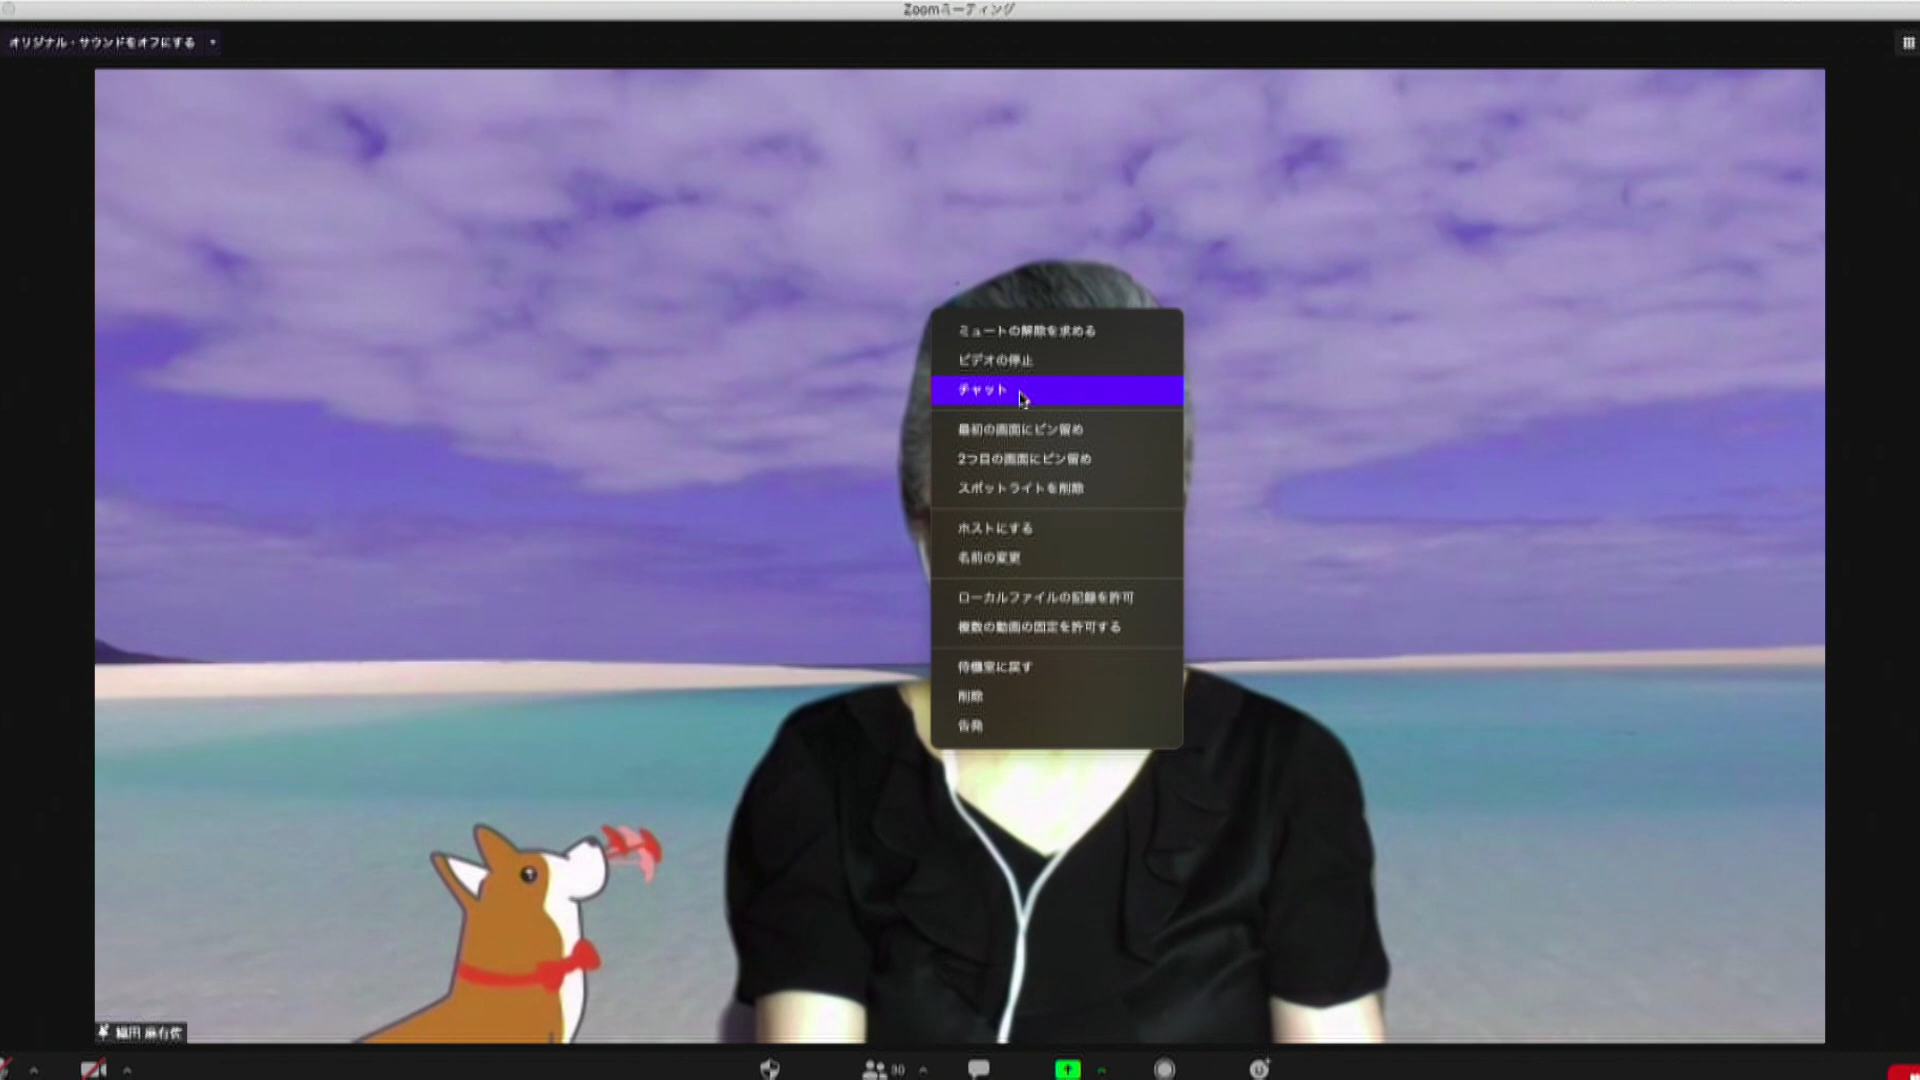 Zoomミーティング
オリジナル・サウンドをオフにする
ミュートの解除を求める
ビデオの停止
チャット
最初の画面にピン留め
2つ目の画面にピン留め
スポットライトを削除
ホストにする
名前の変更
ローカルファイルの記録を許可
複数の動画の固定を許可する
待機室に戻す
削除
告発
30